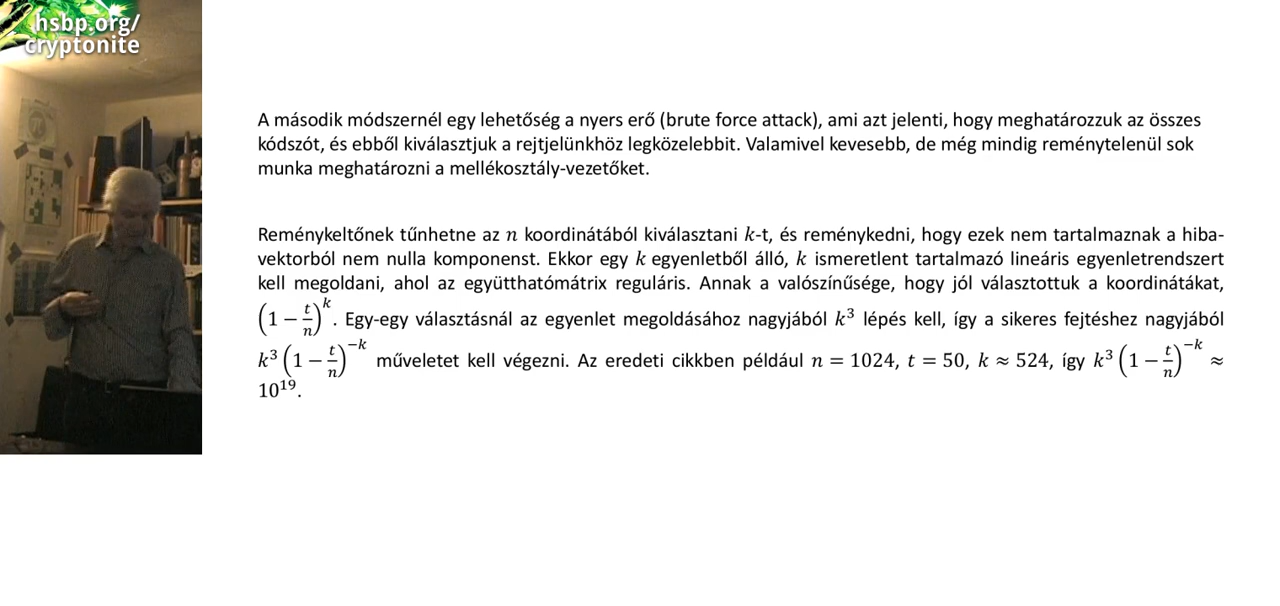 hsbp.org/
cryptonite
A második módszernél egy lehetőség a nyers erő (brute force attack), ami azt jelenti, hogy meghatározzuk az összes
kódszót, és ebből kiválasztjuk a rejtjelünkhöz legközelebbit. Valamivel kevesebb, de még mindig reménytelenül sok
munka meghatározni a mellékosztály-vezetőket.
Reménykeltőnek tűnhetne az n koordinátából kiválasztani k-t, és reménykedni, hogy ezek nem tartalmaznak a hiba-
vektorból nem nulla komponenst. Ekkor egy k egyenletből álló, k ismeretlent tartalmazó lineáris egyenletrendszert
kell megoldani, ahol az együtthatómátrix reguláris. Annak a valószínűsége, hogy jól választottuk a koordinátákat,
(1 − t/n)^k. Egy-egy választásnál az egyenlet megoldásához nagyjából k³ lépés kell, így a sikeres fejtéshez nagyjából
k³ (1 − t/n)^−k műveletet kell végezni. Az eredeti cikkben például n = 1024, t = 50, k ≈ 524, így k³ (1 − t/n)^−k ≈
10¹⁹.